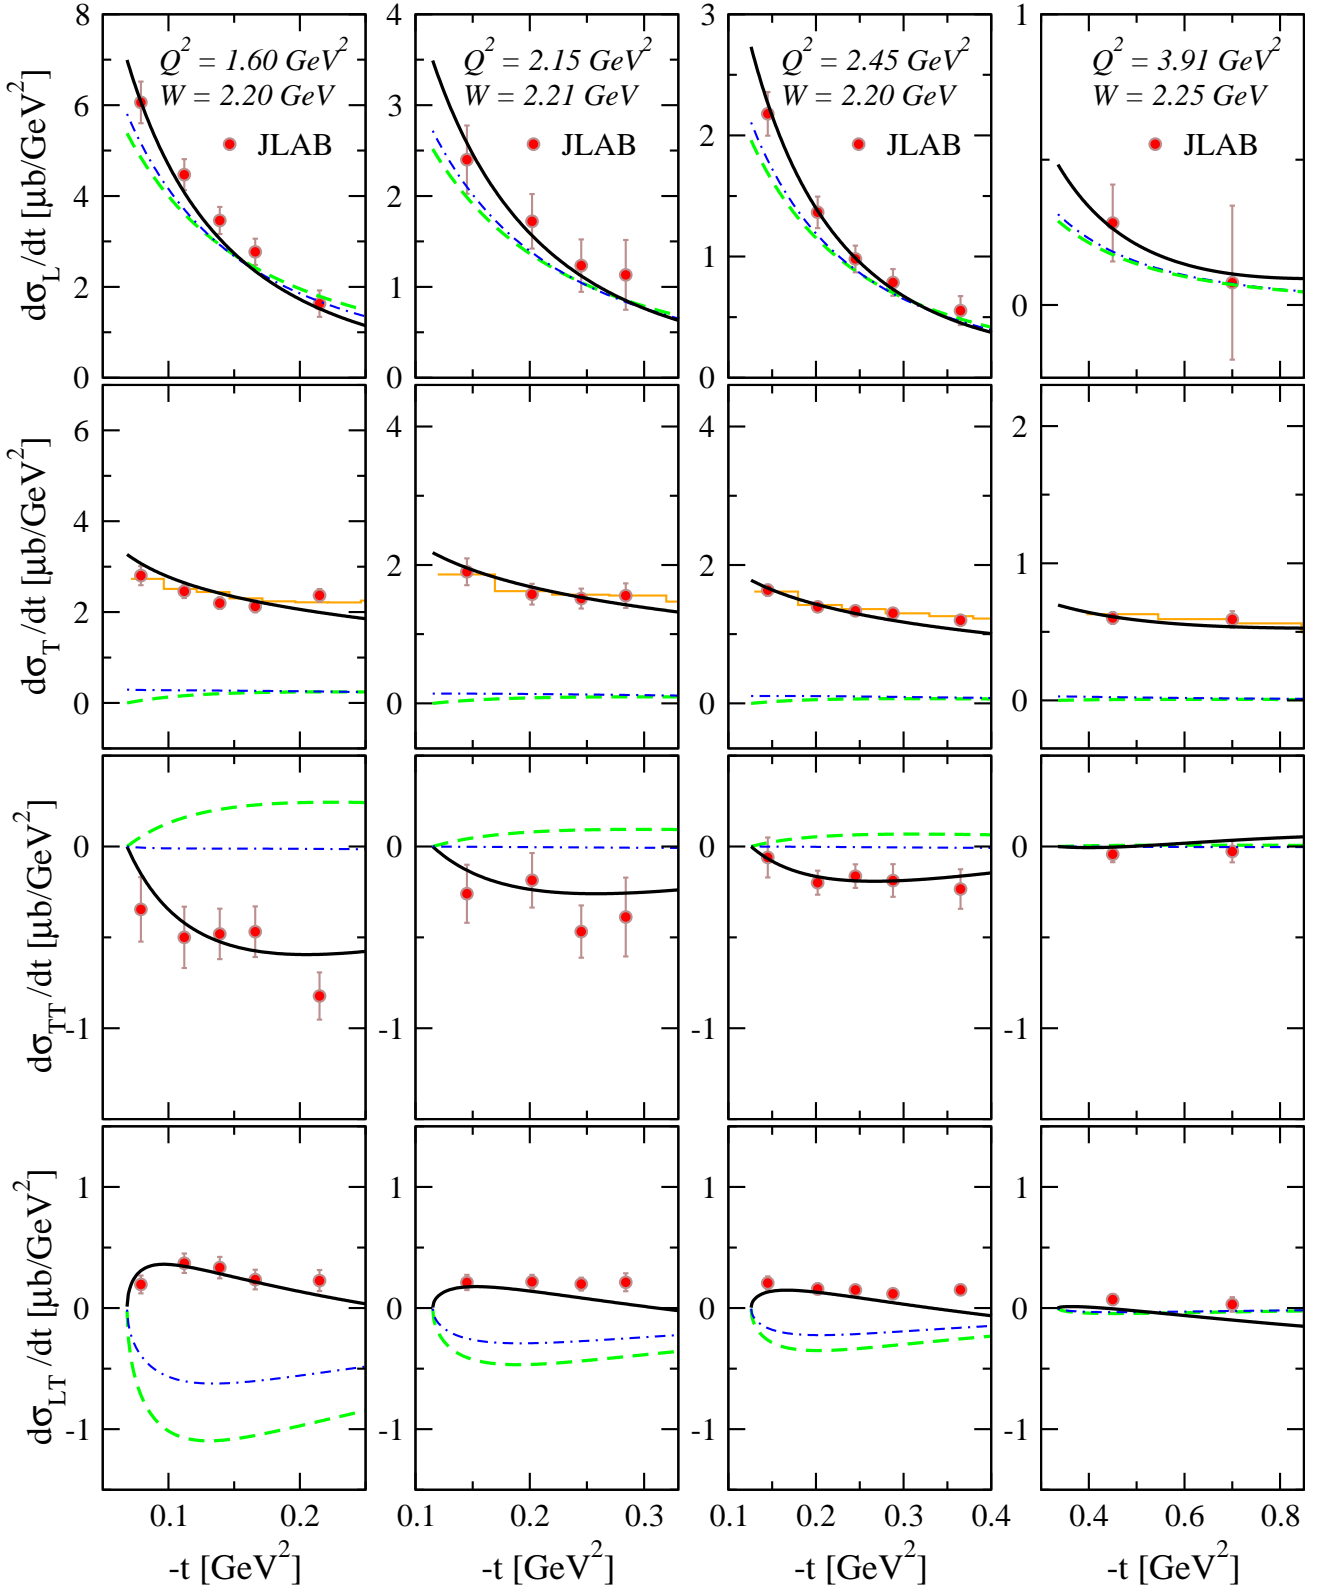 8
6
4
2
0
dσL/dt [μb/GeV²]
Q² = 1.60 GeV²
W = 2.20 GeV
JLAB
4
3
2
1
0
Q² = 2.15 GeV²
W = 2.21 GeV
JLAB
3
2
1
0
Q² = 2.45 GeV²
W = 2.20 GeV
JLAB
1
0
Q² = 3.91 GeV²
W = 2.25 GeV
JLAB
6
4
2
0
dσT/dt [μb/GeV²]
4
2
0
4
2
0
2
1
0
0
-1
dσTT/dt [μb/GeV²]
0
-1
0
-1
0
-1
1
0
-1
dσLT/dt [μb/GeV²]
1
0
-1
1
0
-1
1
0
-1
0.1 0.2
0.1 0.2 0.3
0.1 0.2 0.3 0.4
0.4 0.6 0.8
-t [GeV²]
-t [GeV²]
-t [GeV²]
-t [GeV²]